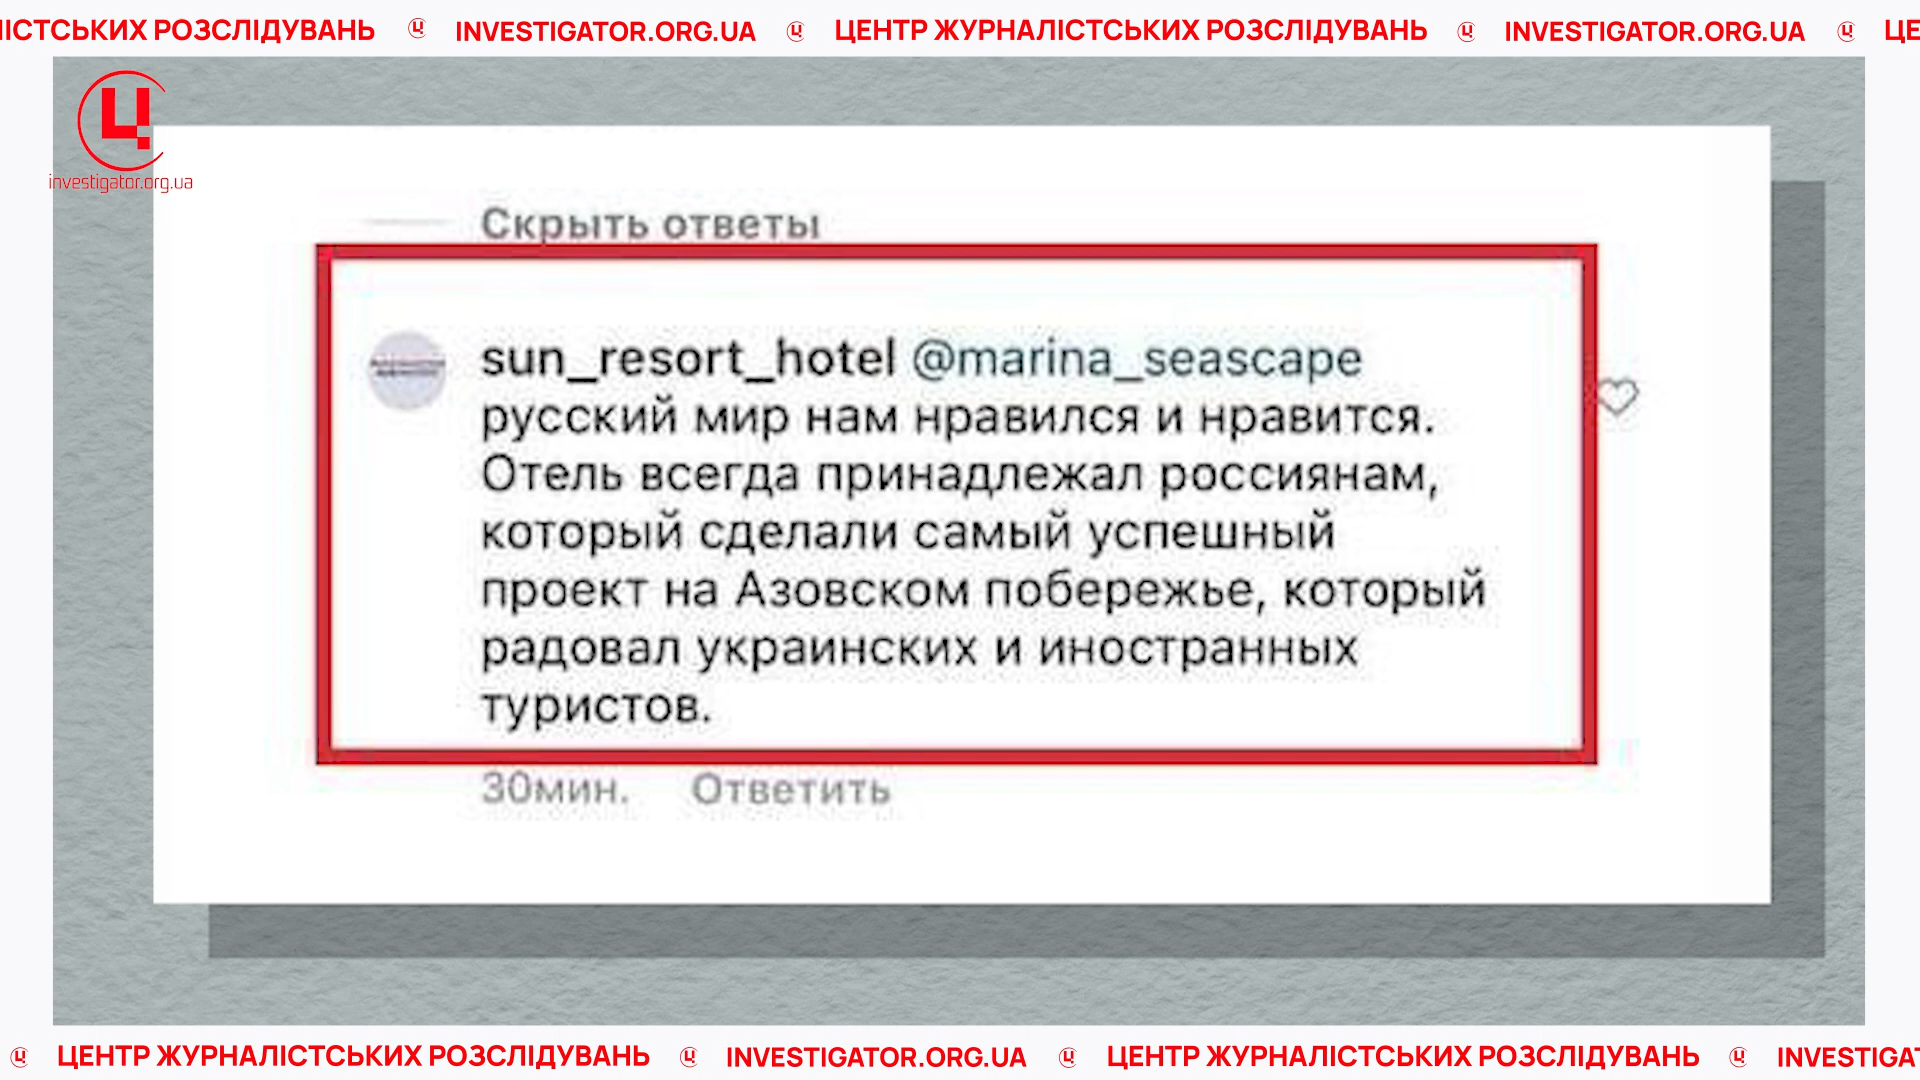 ІСТСЬКИХ РОЗСЛІДУВАНЬ INVESTIGATOR.ORG.UA ЦЕНТР ЖУРНАЛІСТСЬКИХ РОЗСЛІДУВАНЬ INVESTIGATOR.ORG.UA ЦЕ
investigator.org.ua
Скрыть ответы
sun_resort_hotel @marina_seascape
русский мир нам нравился и нравится.
Отель всегда принадлежал россиянам,
который сделали самый успешный
проект на Азовском побережье, который
радовал украинских и иностранных
туристов.
30мин. Ответить
ЦЕНТР ЖУРНАЛІСТСЬКИХ РОЗСЛІДУВАНЬ INVESTIGATOR.ORG.UA ЦЕНТР ЖУРНАЛІСТСЬКИХ РОЗСЛІДУВАНЬ INVESTIGAT